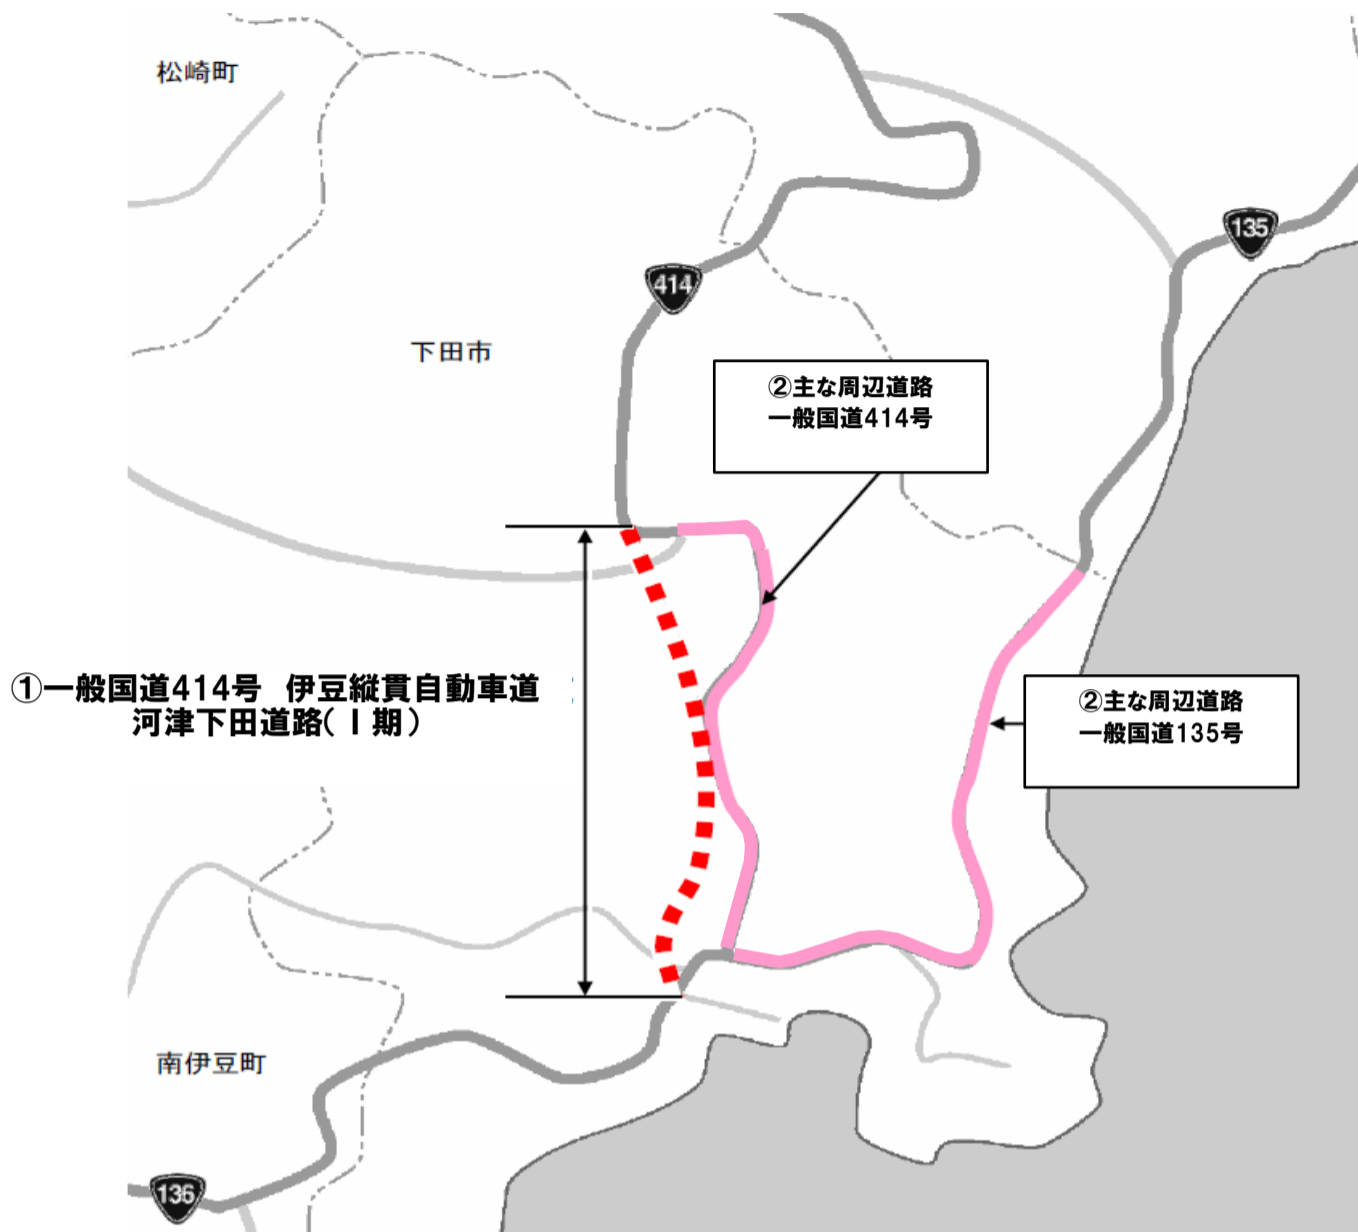 松崎町
135
414
下田市
②主な周辺道路
一般国道414号
①一般国道414号 伊豆縦貫自動車道
河津下田道路(Ⅰ期)
②主な周辺道路
一般国道135号
南伊豆町
136